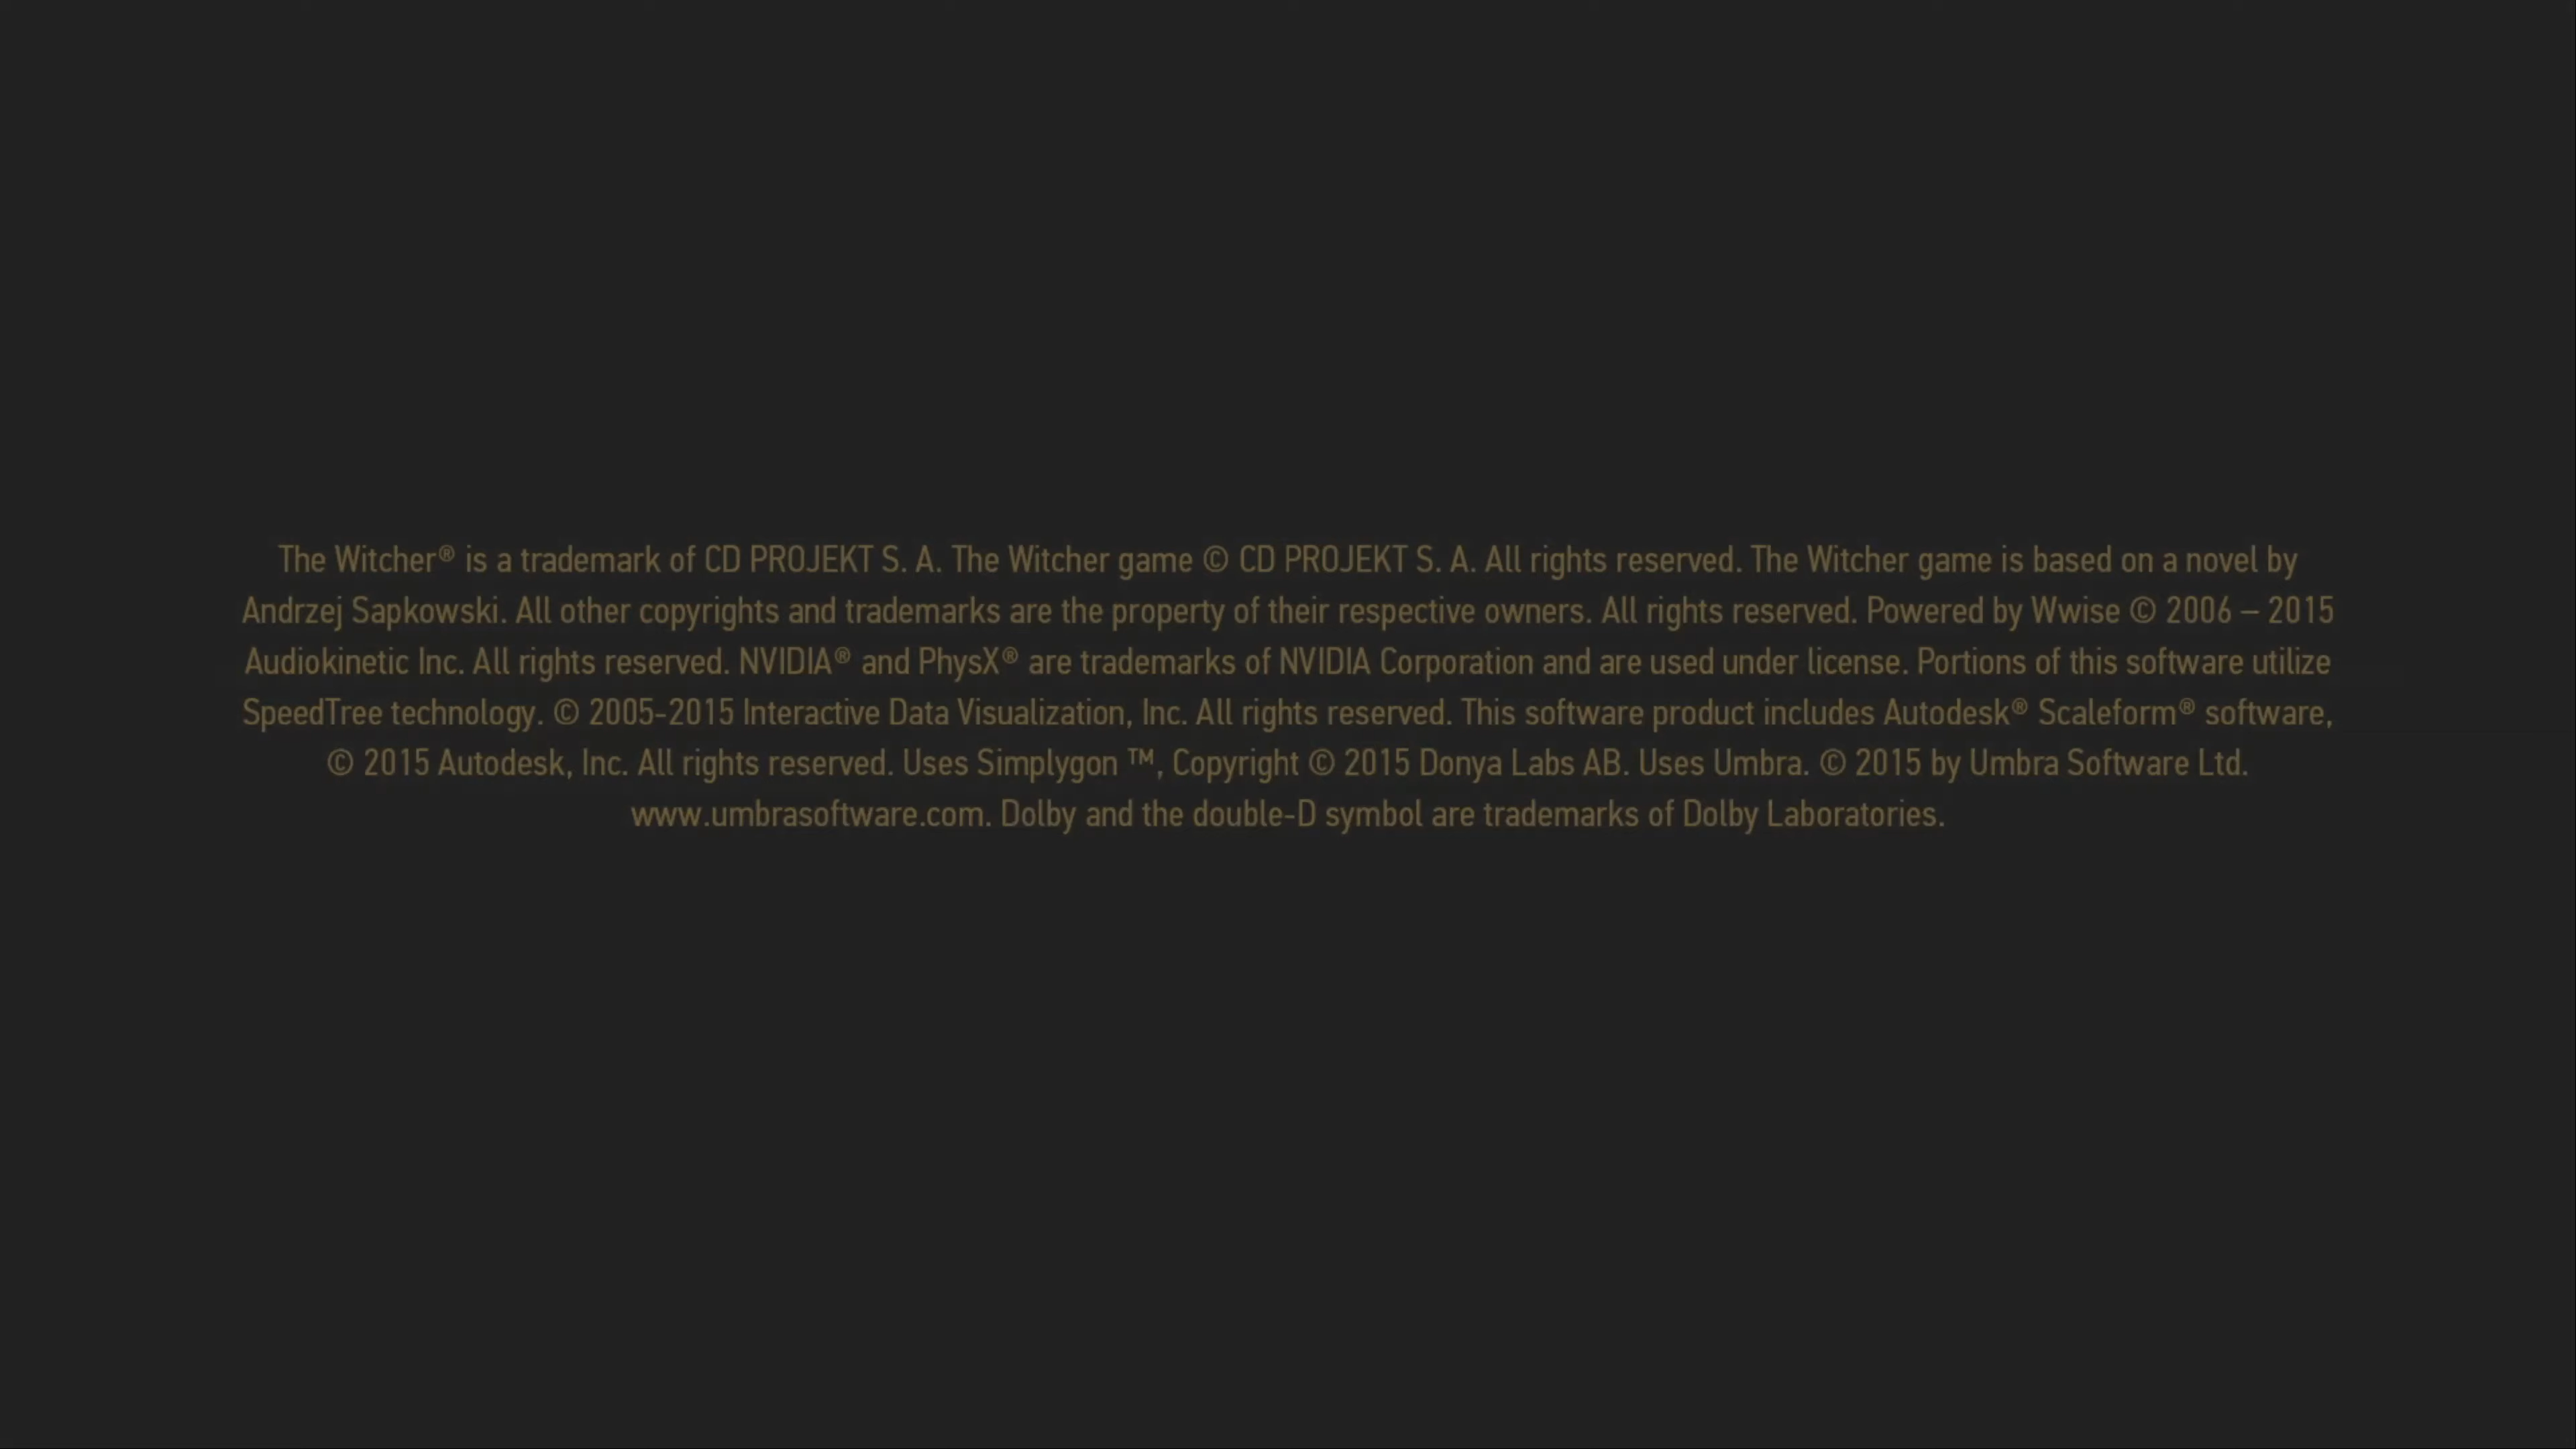 The Witcher® is a trademark of CD PROJEKT S. A. The Witcher game © CD PROJEKT S. A. All rights reserved. The Witcher game is based on a novel by
Andrzej Sapkowski. All other copyrights and trademarks are the property of their respective owners. All rights reserved. Powered by Wwise © 2006 – 2015
Audiokinetic Inc. All rights reserved. NVIDIA® and PhysX® are trademarks of NVIDIA Corporation and are used under license. Portions of this software utilize
SpeedTree technology. © 2005-2015 Interactive Data Visualization, Inc. All rights reserved. This software product includes Autodesk® Scaleform® software,
© 2015 Autodesk, Inc. All rights reserved. Uses Simplygon ™, Copyright © 2015 Donya Labs AB. Uses Umbra. © 2015 by Umbra Software Ltd.
www.umbrasoftware.com. Dolby and the double-D symbol are trademarks of Dolby Laboratories.